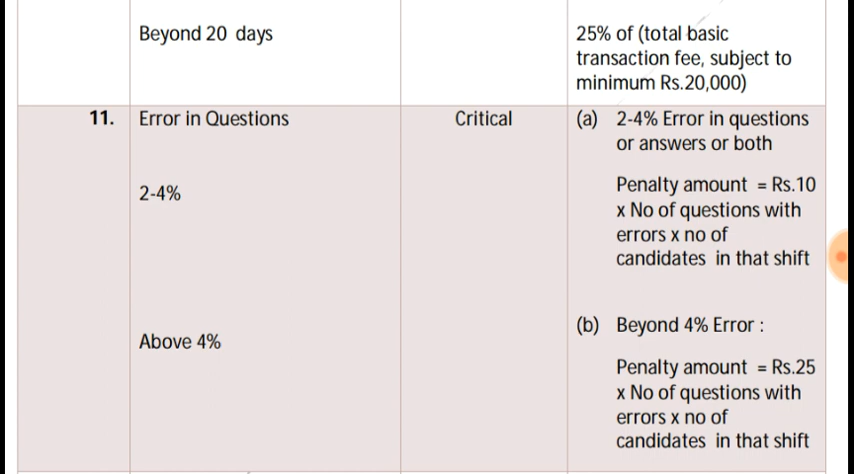 Beyond 20 days
25% of (total basic
transaction fee, subject to
minimum Rs.20,000)
11. Error in Questions
Critical
(a) 2-4% Error in questions
or answers or both
2-4%
Penalty amount = Rs.10
x No of questions with
errors x no of
candidates in that shift
Above 4%
(b) Beyond 4% Error :
Penalty amount = Rs.25
x No of questions with
errors x no of
candidates in that shift